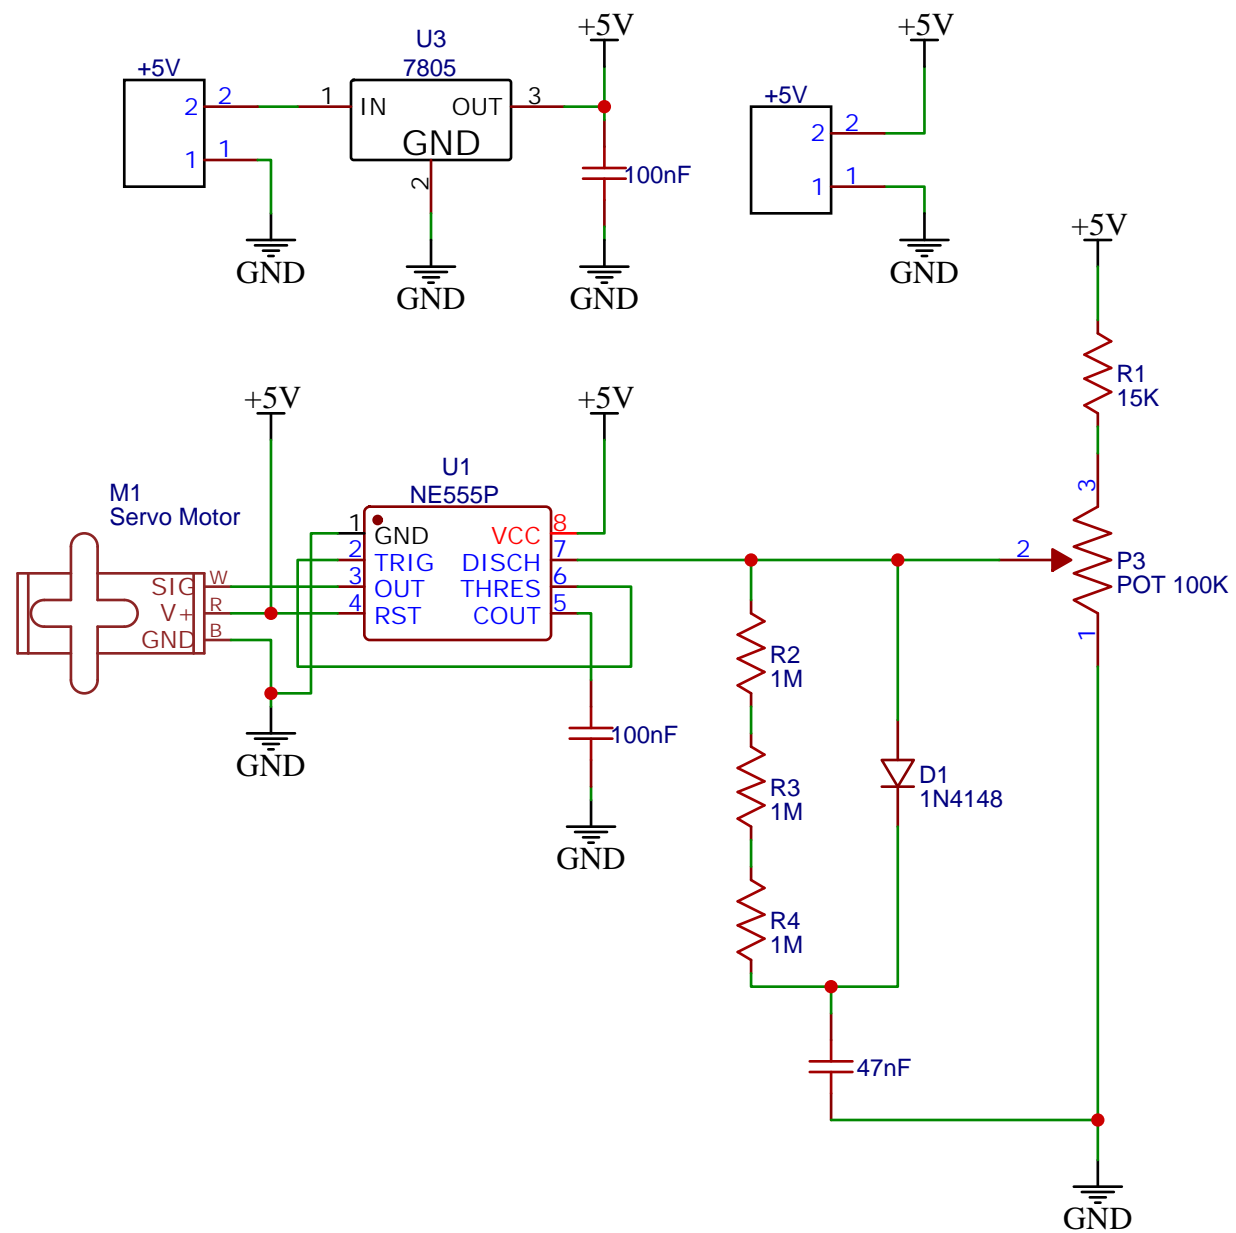 +5V
2 2
1 1
GND
U3
7805
1 IN OUT 3
GND
2
GND
+5V
100nF
GND
+5V
+5V
2 2
1 1
GND
+5V
R1
15K
3
2
P3
POT 100K
1
+5V
M1
Servo Motor
SIG W
V+ R
GND B
GND
U1
NE555P
1 GND VCC 8
2 TRIG DISCH 7
3 OUT THRES 6
4 RST COUT 5
+5V
100nF
GND
R2
1M
R3
1M
R4
1M
D1
1N4148
47nF
GND